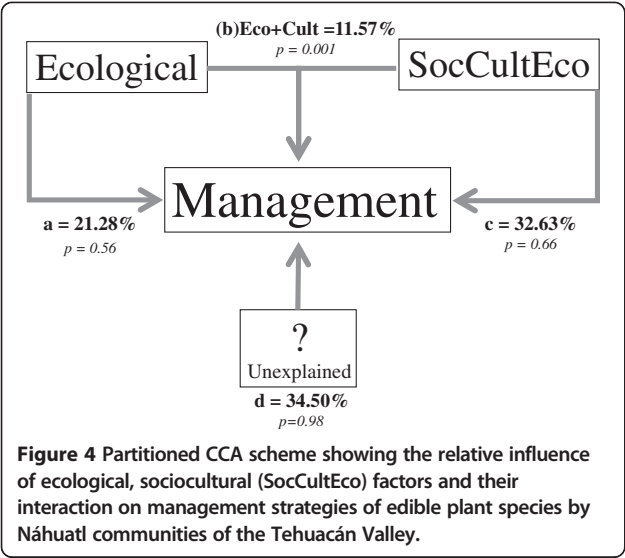 (b)Eco+Cult =11.57%
p = 0.001
Ecological
SocCultEco
Management
a = 21.28%
p = 0.56
c = 32.63%
p = 0.66
?
Unexplained
d = 34.50%
p=0.98
Figure 4 Partitioned CCA scheme showing the relative influence
of ecological, sociocultural (SocCultEco) factors and their
interaction on management strategies of edible plant species by
Náhuatl communities of the Tehuacán Valley.